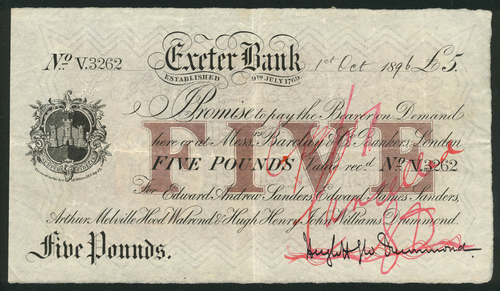 Nº V.3262 Exeter Bank 1st Oct 1896 £5.
ESTABLISHED 9TH JULY 1769.
I Promise to pay the Bearer on Demand
here or at Messrs Barclay & Co. Bankers, London
FIVE
FIVE POUNDS Value recd. Nº V.3262
For Edward Andrew Sanders, Edward James Sanders,
Arthur Melville Hood Walrond & Hugh Henry John Williams Drummond.
Five Pounds. Hugh H J W Drummond